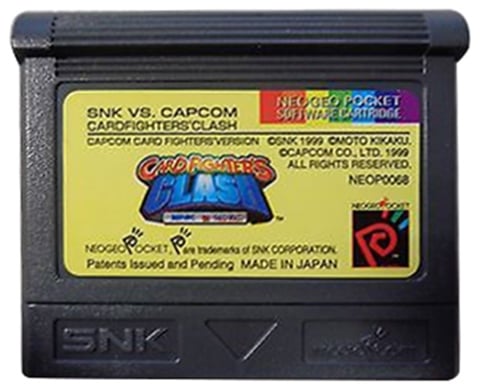 SNK VS. CAPCOM
CARDFIGHTERS'CLASH
CAPCOM CARD FIGHTERS'VERSION
NEOGEO POCKET
SOFTWARE CARTRIDGE
©SNK 1999 ©MOTO KIKAKU.
©CAPCOM CO., LTD. 1999
ALL RIGHTS RESERVED.
NEOP0068
CARD FIGHTERS'
CLASH
TM
NEOGEO POCKET
NEOGEOPOCKET, P are trademarks of SNK CORPORATION.
Patents Issued and Pending MADE IN JAPAN
SNK